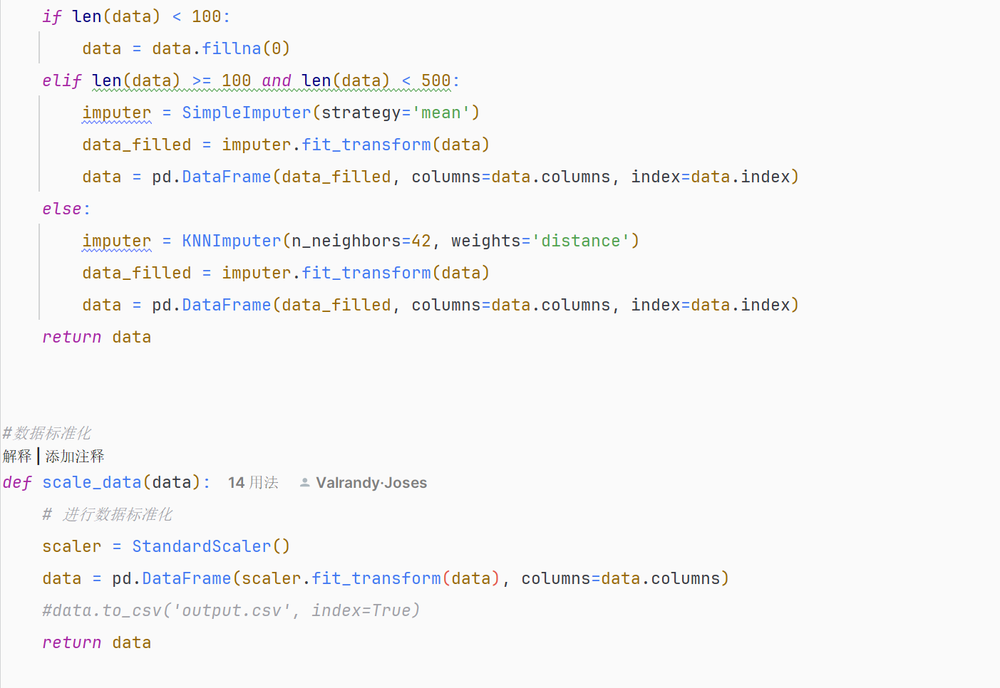 if len(data) < 100:
data = data.fillna(0)
elif len(data) >= 100 and len(data) < 500:
imputer = SimpleImputer(strategy='mean')
data_filled = imputer.fit_transform(data)
data = pd.DataFrame(data_filled, columns=data.columns, index=data.index)
else:
imputer = KNNImputer(n_neighbors=42, weights='distance')
data_filled = imputer.fit_transform(data)
data = pd.DataFrame(data_filled, columns=data.columns, index=data.index)
return data
#数据标准化
解释 | 添加注释
def scale_data(data): 14 用法 Valrandy·Joses
# 进行数据标准化
scaler = StandardScaler()
data = pd.DataFrame(scaler.fit_transform(data), columns=data.columns)
#data.to_csv('output.csv', index=True)
return data